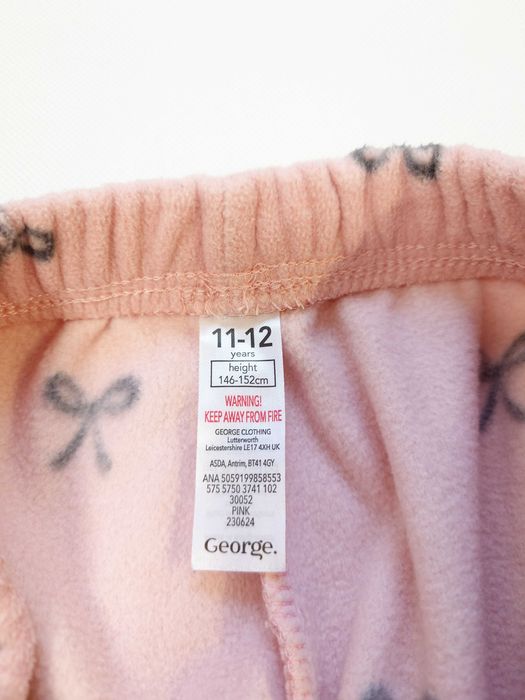 11-12
years
height
146-152cm
WARNING!
KEEP AWAY FROM FIRE
GEORGE CLOTHING
Lutterworth
Leicestershire LE17 4XH UK
ASDA, Antrim, BT41 4GY
ANA 5059199858553
575 5750 3741 102
30052
PINK
230624
George.